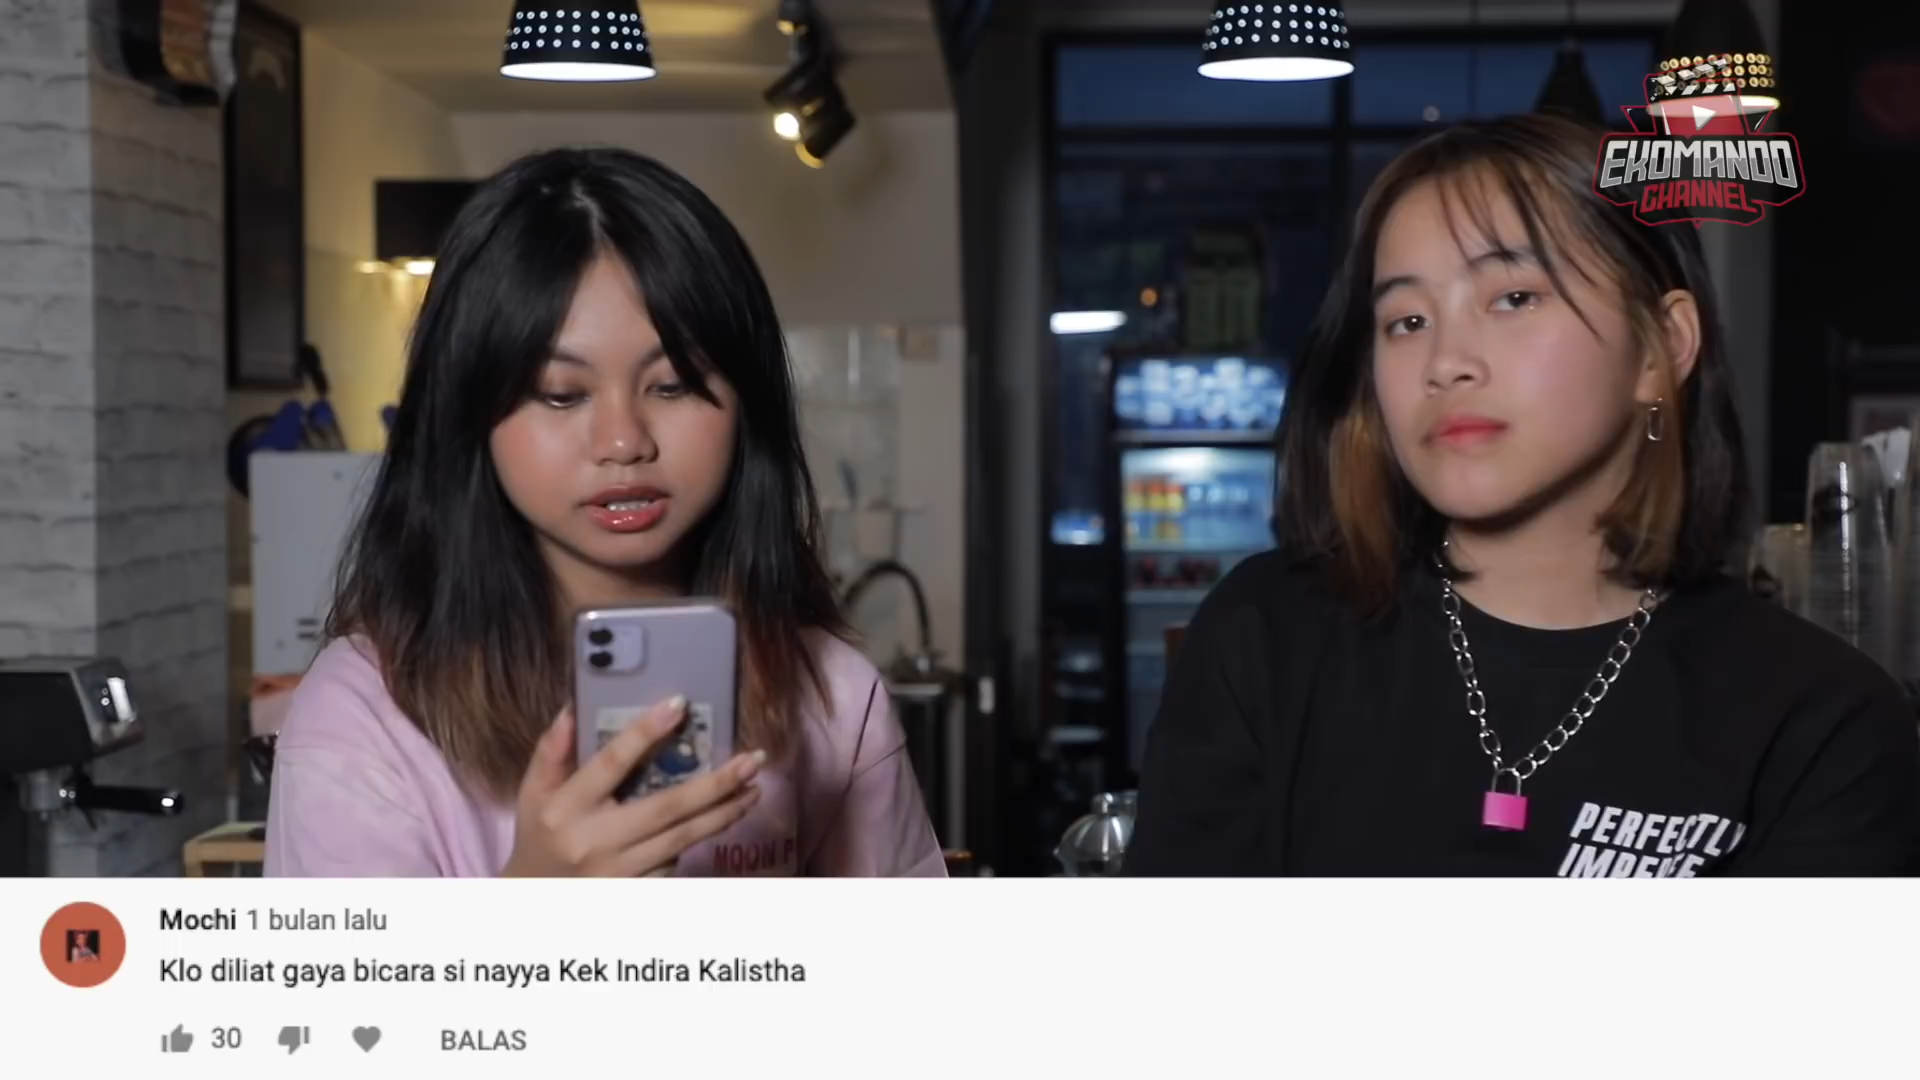 EKOMANDO
CHANNEL
PERFECTLY
Mochi 1 bulan lalu
Klo diliat gaya bicara si nayya Kek Indira Kalistha
30
BALAS